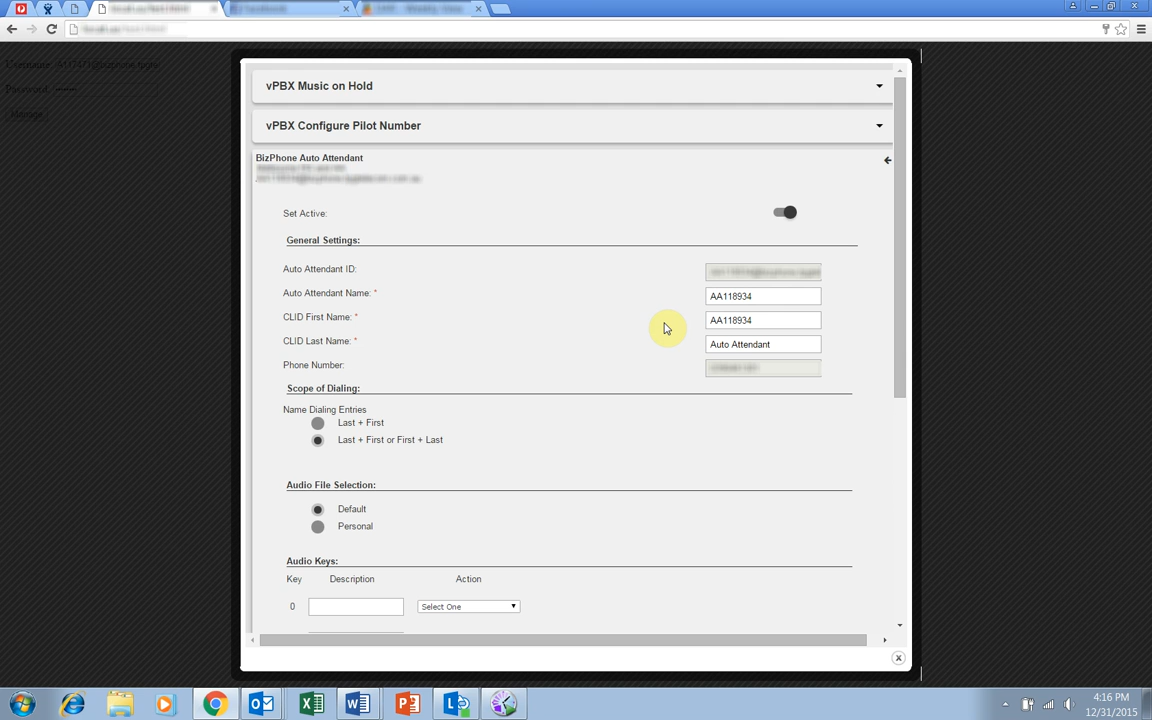 Username:
Password:
Manage
vPBX Music on Hold
vPBX Configure Pilot Number
BizPhone Auto Attendant
Set Active:
General Settings:
Auto Attendant ID:
Auto Attendant Name: * AA118934
CLID First Name: * AA118934
CLID Last Name: * Auto Attendant
Phone Number:
Scope of Dialing:
Name Dialing Entries
Last + First
Last + First or First + Last
Audio File Selection:
Default
Personal
Audio Keys:
Key Description Action
0 Select One
4:16 PM
12/31/2015